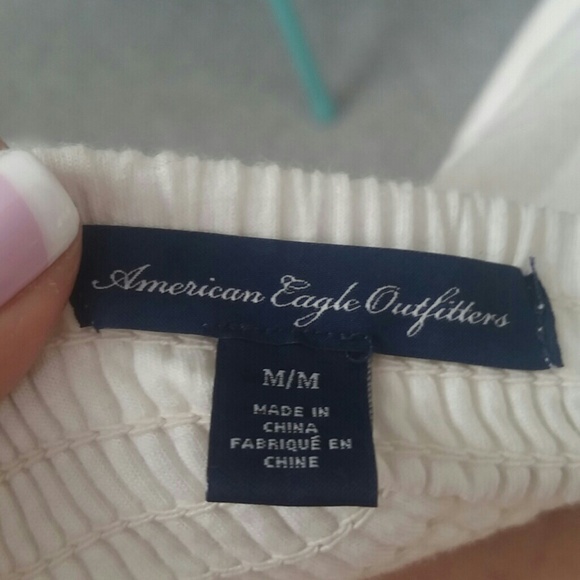 American Eagle Outfitters
M/M
MADE IN
CHINA
FABRIQUÉ EN
CHINE